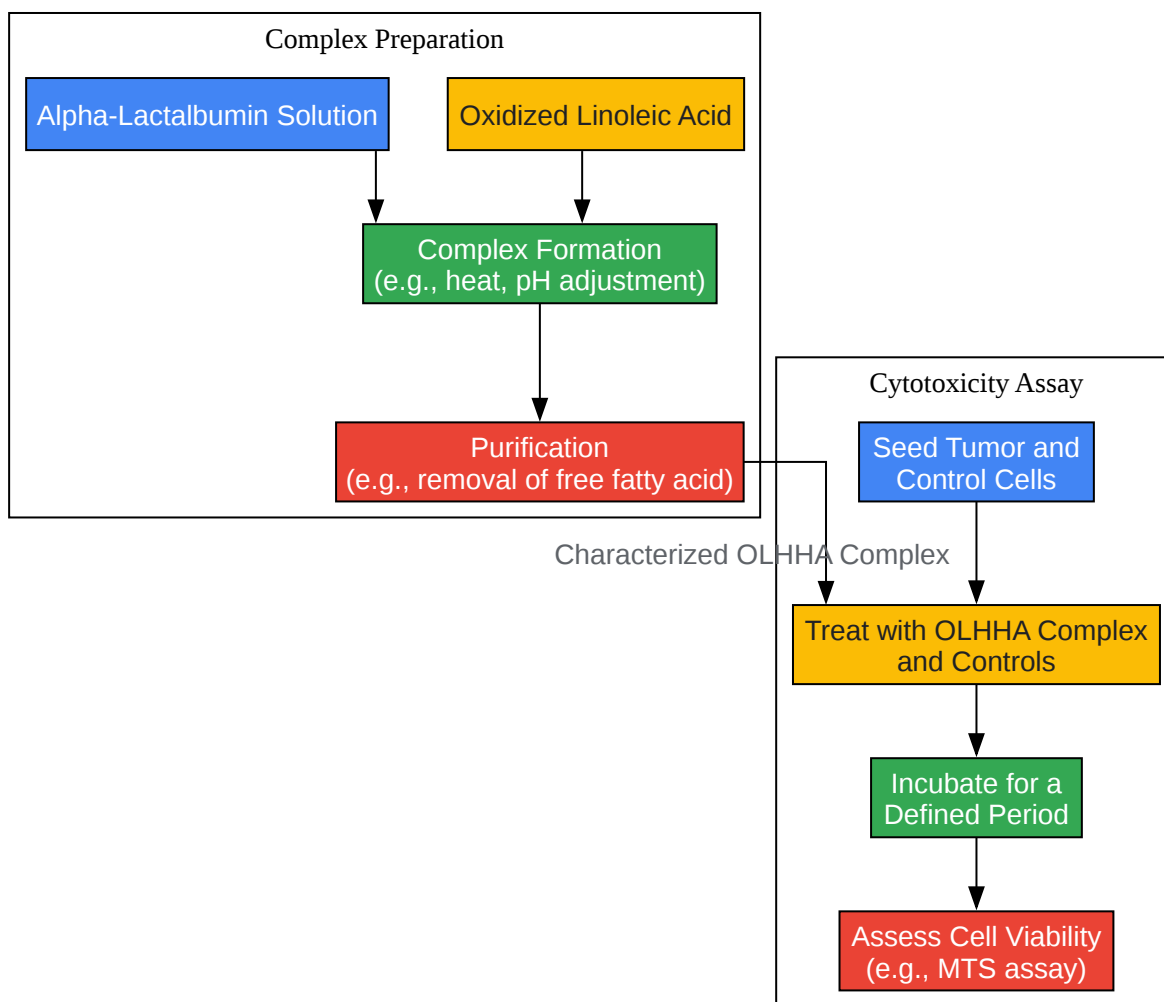 Complex Preparation
Alpha-Lactalbumin Solution
Oxidized Linoleic Acid
Complex Formation
(e.g., heat, pH adjustment)
Purification
(e.g., removal of free fatty acid)
Characterized OLHHA Complex
Cytotoxicity Assay
Seed Tumor and
Control Cells
Treat with OLHHA Complex
and Controls
Incubate for a
Defined Period
Assess Cell Viability
(e.g., MTS assay)